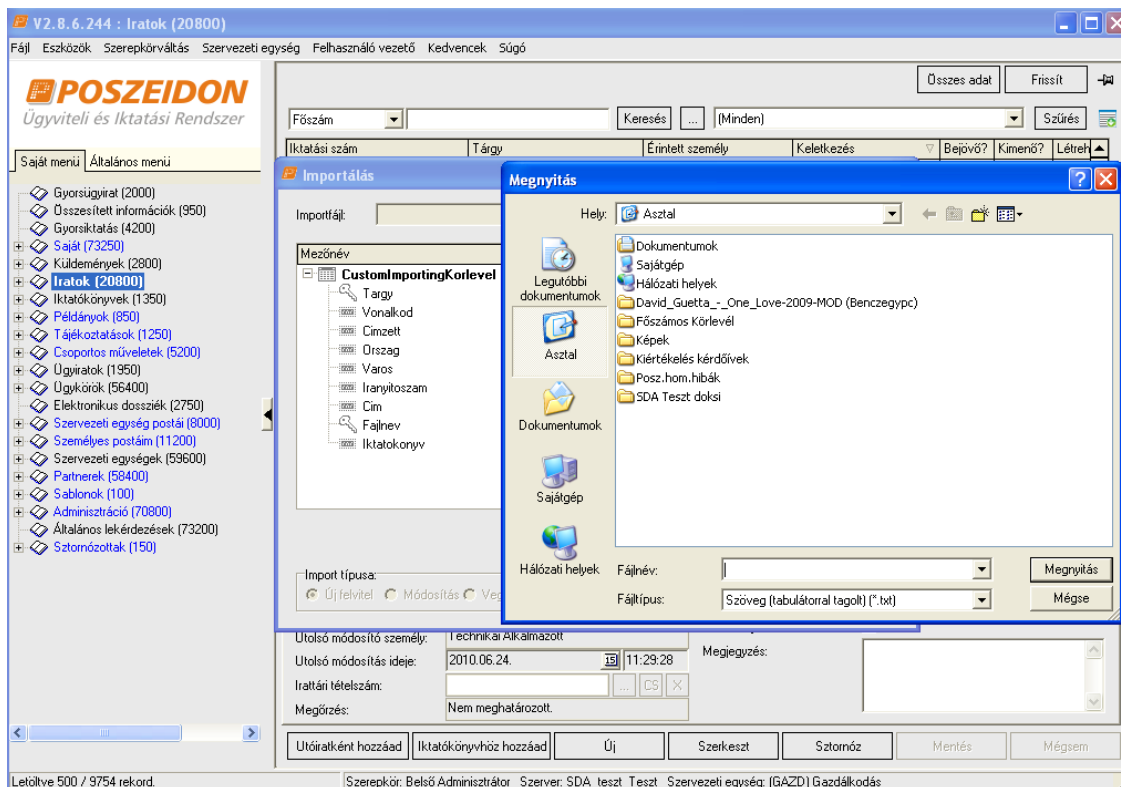 V2.8.6.244 : Iratok (20800)
Fájl Eszközök Szerepkörváltás Szervezeti egység Felhasználó vezető Kedvencek Súgó
POSZEIDON
Ügyviteli és Iktatási Rendszer
Összes adat Frissít
Főszám Keresés ... (Minden) Szűrés
Iktatási szám Tárgy Érintett személy Keletkezés Bejövő? Kimenő? Létreh
Saját menü Általános menü
Gyorsügyirat (2000)
Összesített információk (950)
Gyorsiktatás (4200)
Saját (73250)
Küldemények (2800)
Iratok (20800)
Iktatókönyvek (1350)
Példányok (850)
Tájékoztatások (1250)
Csoportos műveletek (5200)
Ügyiratok (1950)
Ügykörök (56400)
Elektronikus dossziék (2750)
Szervezeti egység postái (8000)
Személyes postáim (11200)
Szervezeti egységek (59600)
Partnerek (58400)
Sablonok (100)
Adminisztráció (70800)
Általános lekérdezések (73200)
Sztornózottak (150)
Importálás
Importfájl:
Mezőnév
CustomImportingKorlevel
Targy
Vonalkod
Cimzett
Orszag
Varos
Iranyitoszam
Cim
Fajlnev
Iktatokonyv
Import típusa:
Új felvitel Módosítás
Megnyitás
Hely: Asztal
Legutóbbi dokumentumok
Asztal
Dokumentumok
Sajátgép
Hálózati helyek
Dokumentumok
Sajátgép
Hálózati helyek
David_Guetta_-_One_Love-2009-MOD (Benczegypc)
Főszámos Körlevél
Képek
Kiértékelés kérdőívek
Posz.hom.hibák
SDA Teszt doksi
Fájlnév: Megnyitás
Fájltípus: Szöveg (tabulátorral tagolt) (*.txt) Mégse
Utolsó módosító személy: Technikai Alkalmazott
Utolsó módosítás ideje: 2010.06.24. 15 11:29:28 Megjegyzés:
Irattári tételszám: ... CS X
Megőrzés: Nem meghatározott.
Utóiratként hozzáad Iktatókönyvhöz hozzáad Új Szerkeszt Sztornóz Mentés Mégsem
Letöltve 500 / 9754 rekord. Szerepkör: Belső Adminisztrátor Szerver: SDA_teszt_Teszt Szervezeti egység: (GAZD) Gazdálkodás